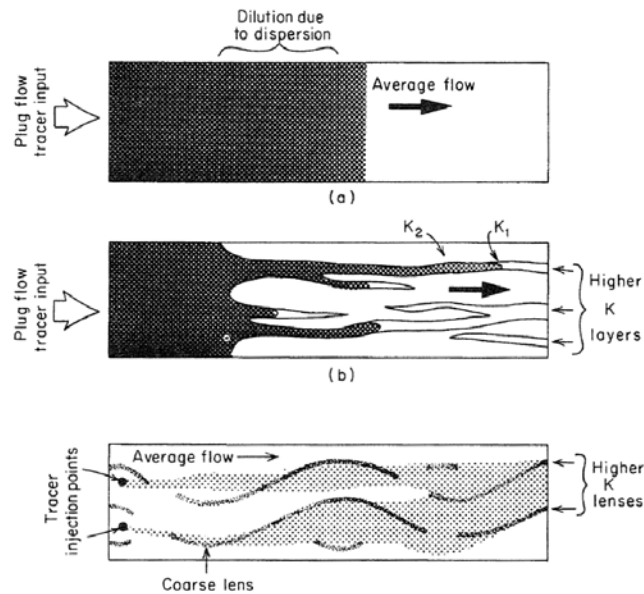 Dilution due
to dispersion
Plug flow
tracer input
Average flow
(a)
K₂
K₁
Plug flow
tracer input
Higher
K
layers
(b)
Average flow
Tracer
injection points
Higher
K
lenses
Coarse lens